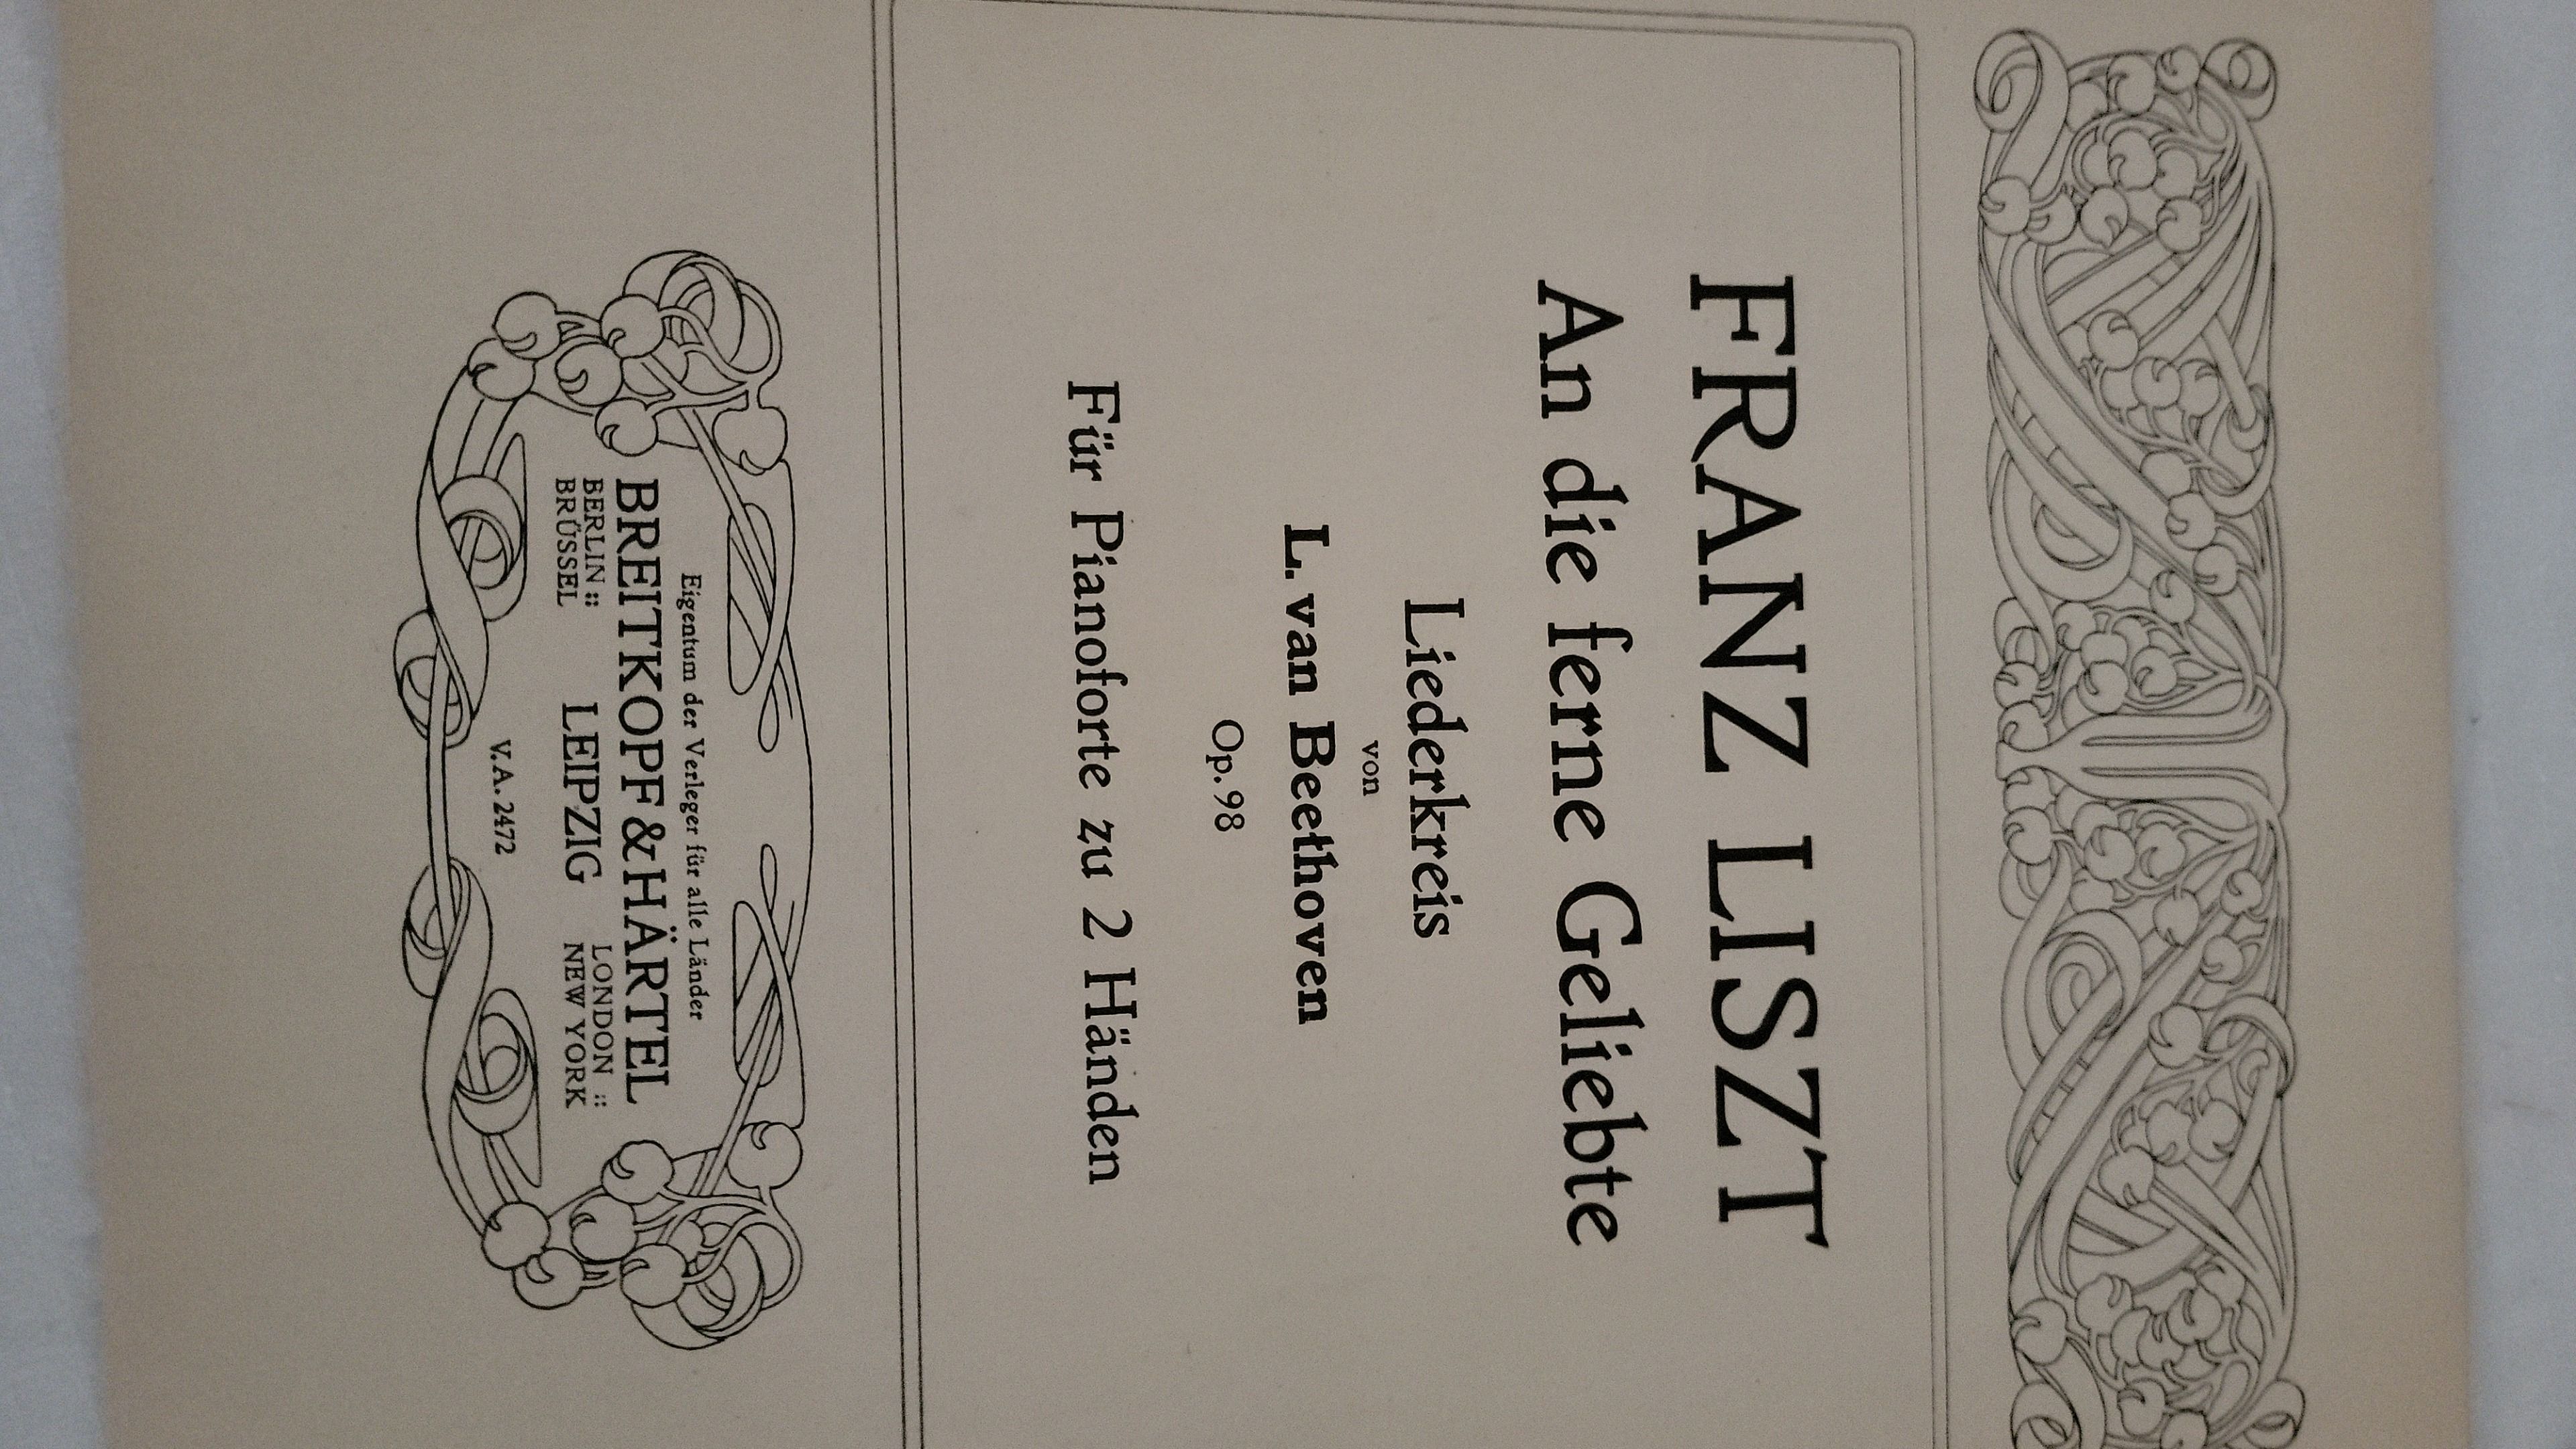 FRANZ LISZT
An die ferne Geliebte
Liederkreis
von
L. van Beethoven
Op. 98
Für Pianoforte zu 2 Händen
Eigentum der Verleger für alle Länder
BREITKOPF & HÄRTEL
BERLIN :: LEIPZIG LONDON ::
BRÜSSEL NEW YORK
V.A. 2472